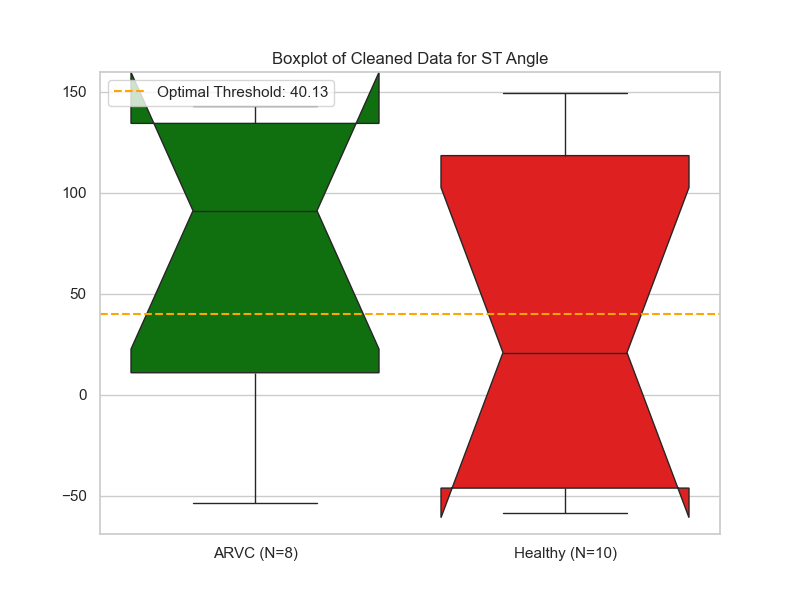 Boxplot of Cleaned Data for ST Angle
Optimal Threshold: 40.13
150
100
50
0
−50
ARVC (N=8)
Healthy (N=10)